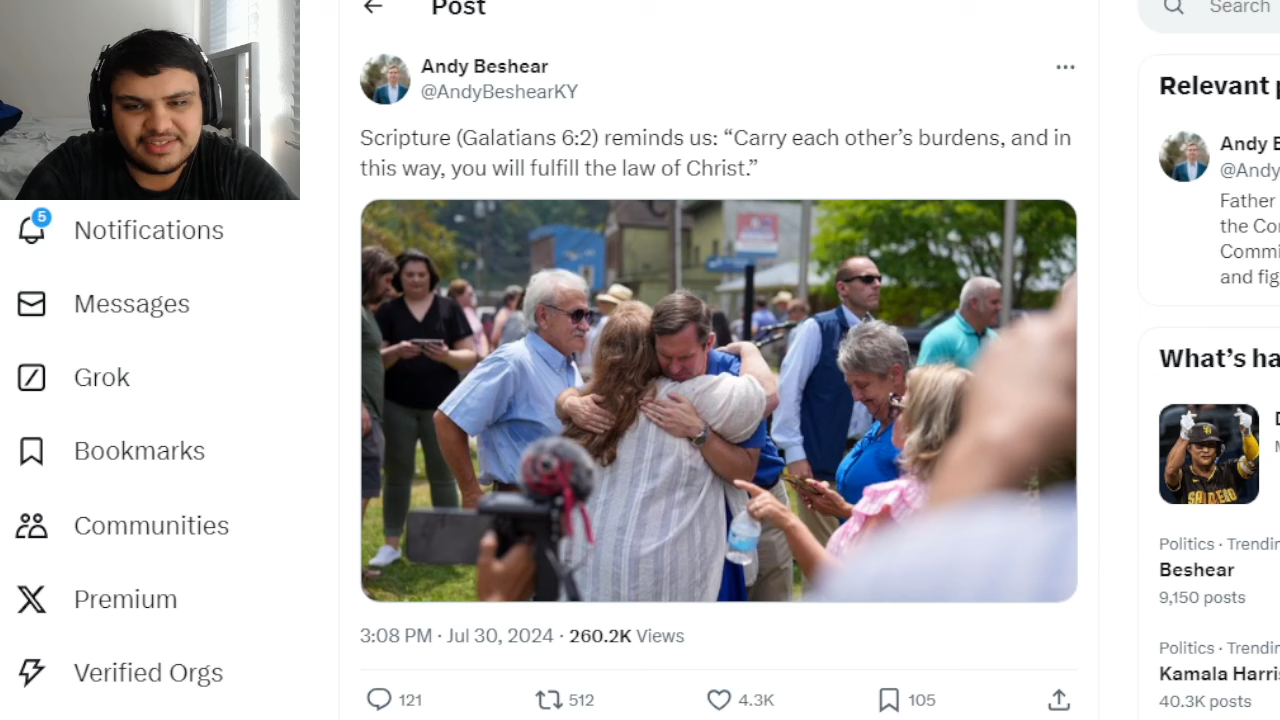 Post
Andy Beshear
@AndyBeshearKY
Scripture (Galatians 6:2) reminds us: “Carry each other’s burdens, and in
this way, you will fulfill the law of Christ.”
3:08 PM · Jul 30, 2024 · 260.2K Views
121 512 4.3K 105
5
Notifications
Messages
Grok
Bookmarks
Communities
Premium
Verified Orgs
Search
Relevant p
Andy B
@Andy
Father
the Co
Commi
and fig
What’s ha
Politics · Trendin
Beshear
9,150 posts
Politics · Trendin
Kamala Harris
40.3K posts